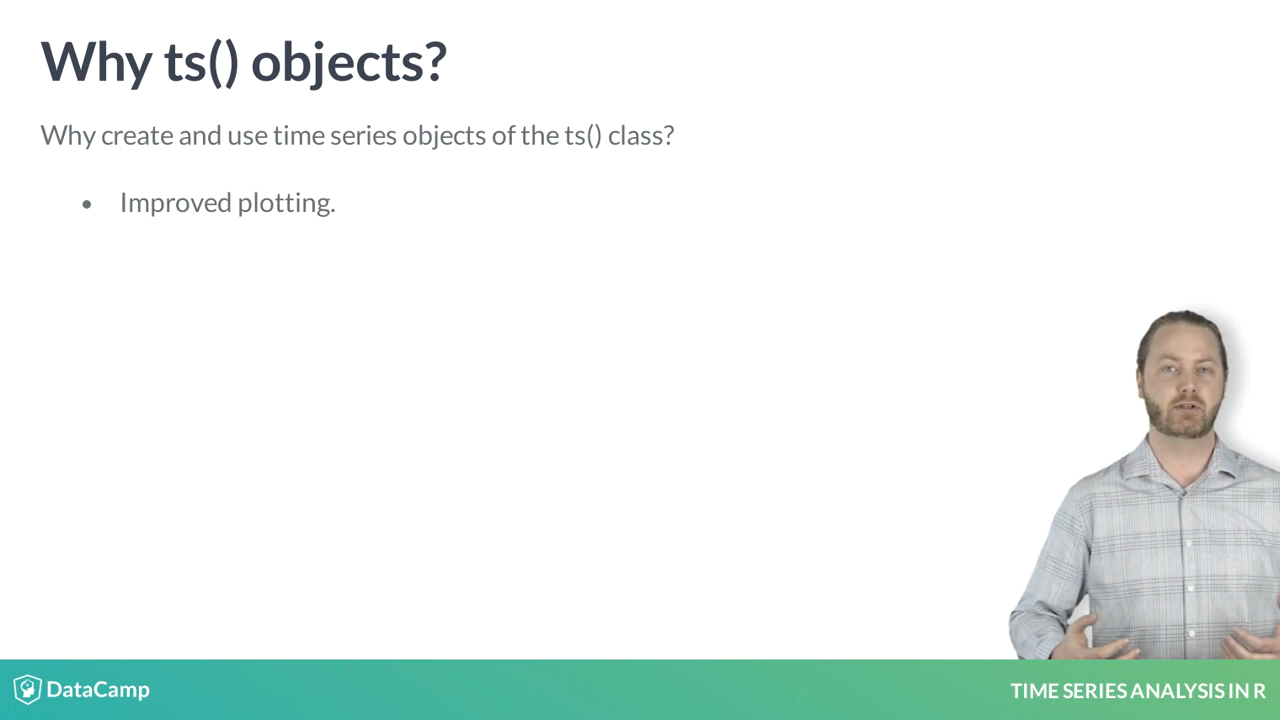 Why ts() objects?
Why create and use time series objects of the ts() class?
• Improved plotting.
DataCamp
TIME SERIES ANALYSIS IN R